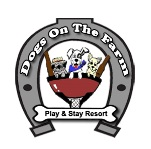 Dogs On The Farm
Play & Stay Resort